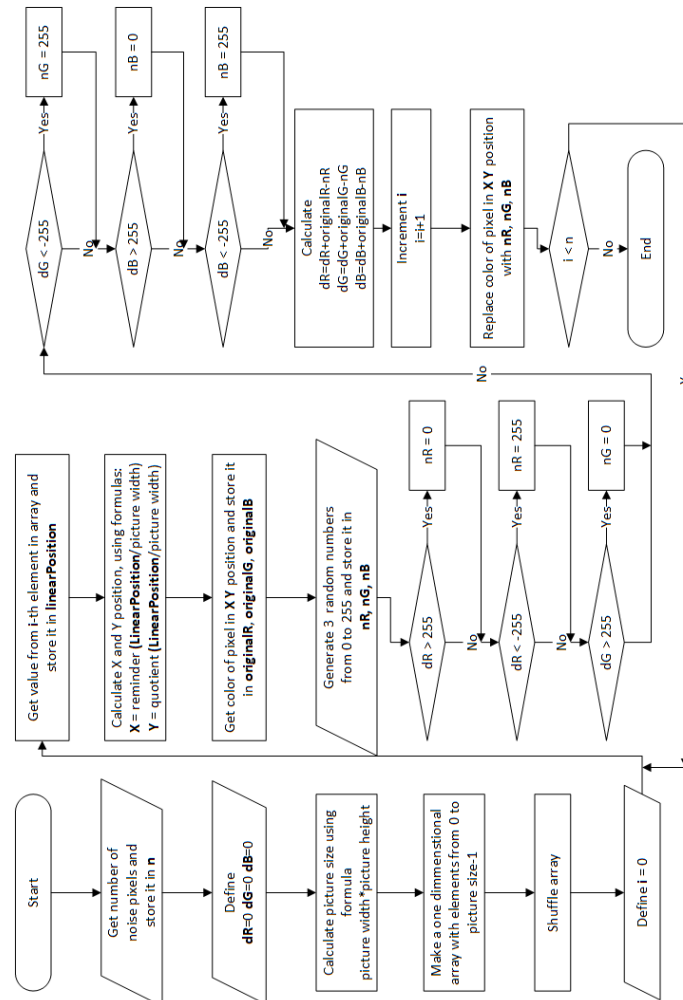 Start
Get number of
noise pixels and
store it in n
Define
dR=0 dG=0 dB=0
Calculate picture size using
formula
picture width*picture height
Make a one dimmenstional
array with elements from 0 to
picture size-1
Shuffle array
Define i = 0
Get value from i-th element in array and
store it in linearPosition
Calculate X and Y position, using formulas:
X = reminder (LinearPosition/picture width)
Y = quotient (LinearPosition/picture width)
Get color of pixel in X Y position and store it
in originalR, originalG, originalB
Generate 3 random numbers
from 0 to 255 and store it in
nR, nG, nB
dR > 255
Yes
nR = 0
No
dR < -255
Yes
nR = 255
No
dG > 255
Yes
nG = 0
No
dG < -255
Yes
nG = 255
No
dB > 255
Yes
nB = 0
No
dB < -255
Yes
nB = 255
No
Calculate
dR=dR+originalR-nR
dG=dG+originalG-nG
dB=dB+originalB-nB
Increment i
i=i+1
Replace color of pixel in X Y position
with nR, nG, nB
i < n
No
End